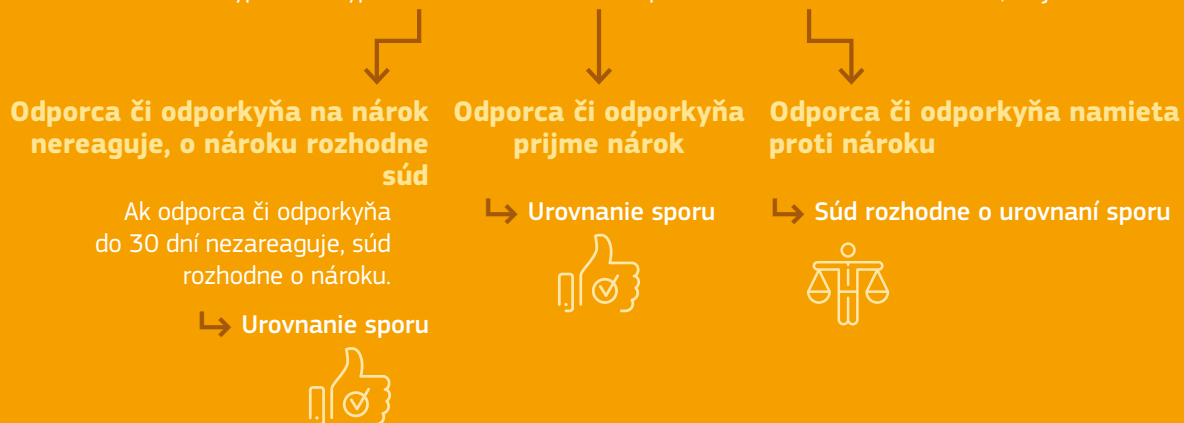 Odporca či odporkyňa na nárok
nereaguje, o nároku rozhodne
súd
Ak odporca či odporkyňa
do 30 dní nezareaguje, súd
rozhodne o nároku.
Urovnanie sporu
Odporca či odporkyňa
prijme nárok
Urovnanie sporu
Odporca či odporkyňa namieta
proti nároku
Súd rozhodne o urovnaní sporu